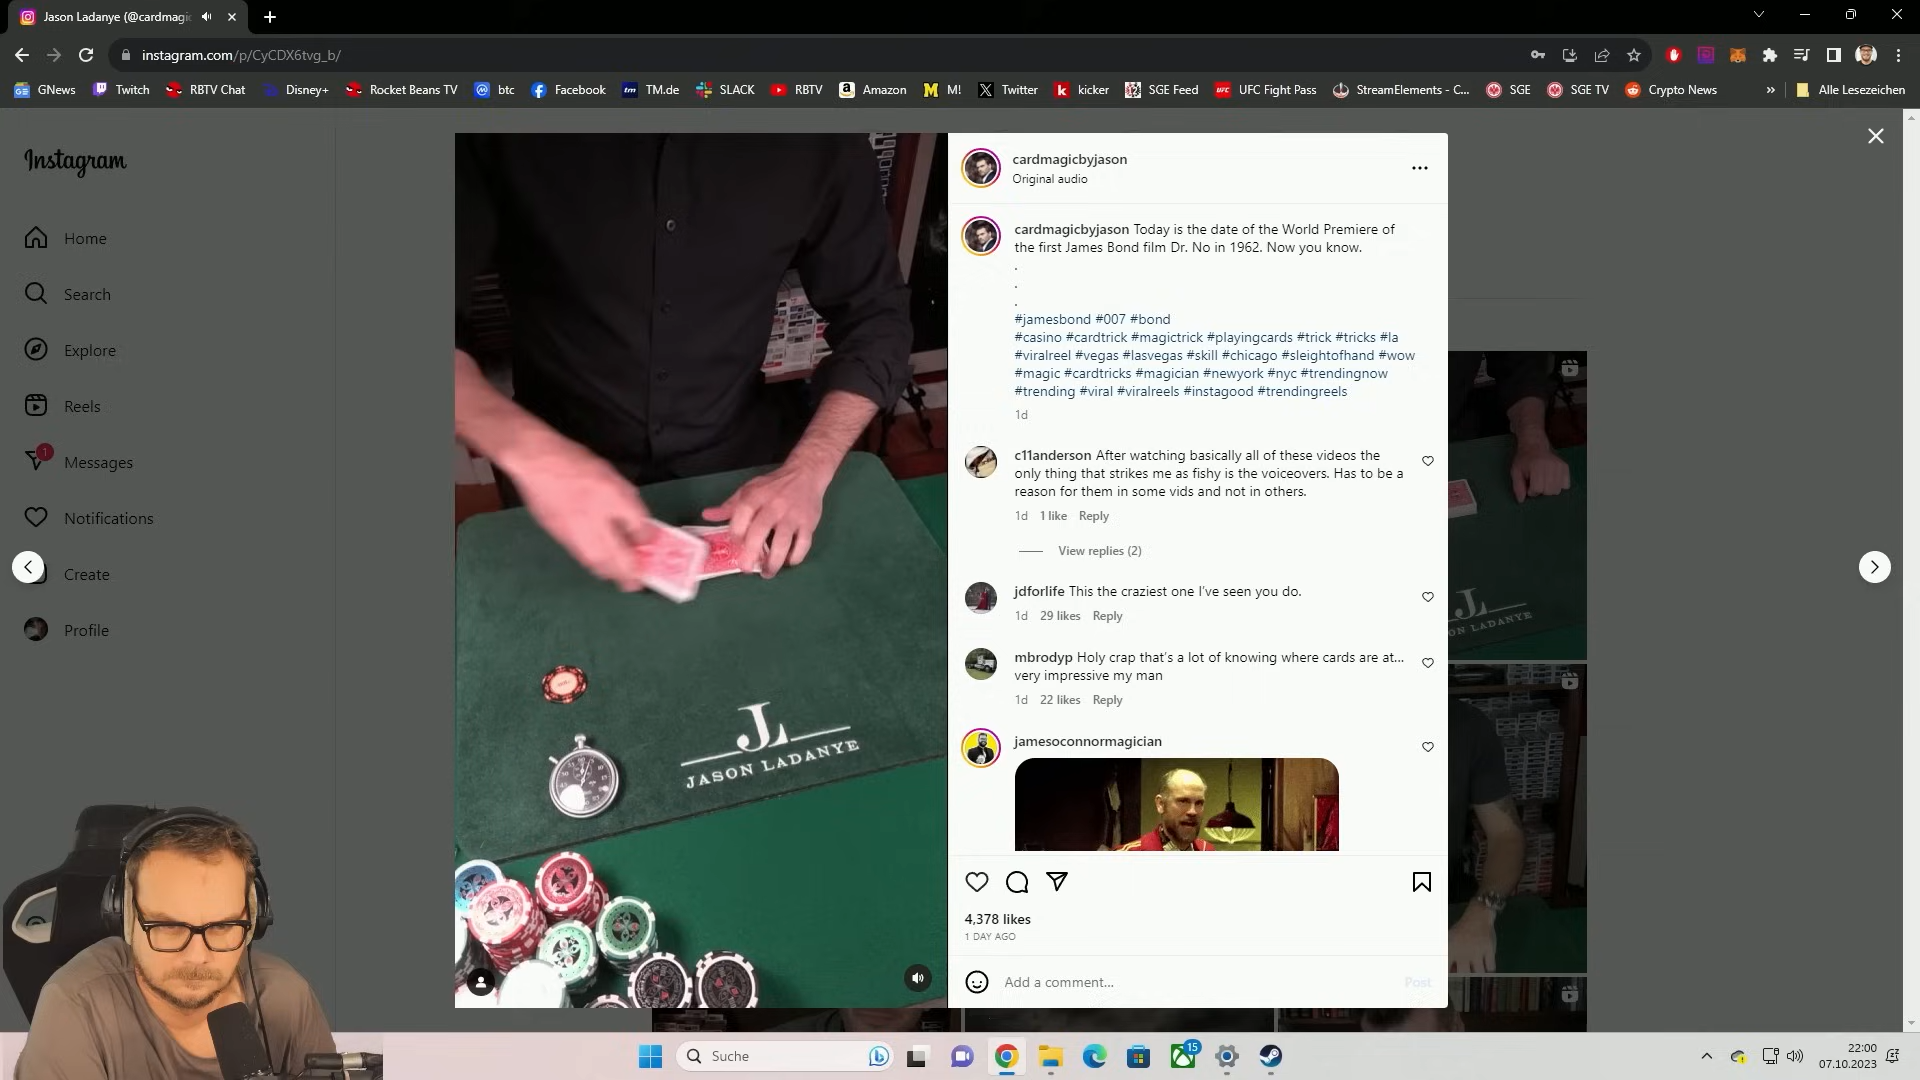 Jason Ladanye (@cardmagic
instagram.com/p/CyCDX6tvg_b/
GNews
Twitch
RBTV Chat
Disney+
Rocket Beans TV
btc
Facebook
TM.de
SLACK
RBTV
Amazon
M!
Twitter
kicker
SGE Feed
UFC Fight Pass
StreamElements - C...
SGE
SGE TV
Crypto News
»
Alle Lesezeichen
Instagram
Home
Search
Explore
Reels
1
Messages
Notifications
Create
Profile
JL
JASON LADANYE
cardmagicbyjason
Original audio
cardmagicbyjason Today is the date of the World Premiere of
the first James Bond film Dr. No in 1962. Now you know.
.
.
.
#jamesbond #007 #bond
#casino #cardtrick #magictrick #playingcards #trick #tricks #la
#viralreel #vegas #lasvegas #skill #chicago #sleightofhand #wow
#magic #cardtricks #magician #newyork #nyc #trendingnow
#trending #viral #viralreels #instagood #trendingreels
1d
c11anderson After watching basically all of these videos the
only thing that strikes me as fishy is the voiceovers. Has to be a
reason for them in some vids and not in others.
1d 1 like Reply
View replies (2)
jdforlife This the craziest one I've seen you do.
1d 29 likes Reply
mbrodyp Holy crap that's a lot of knowing where cards are at...
very impressive my man
1d 22 likes Reply
jamesoconnormagician
4,378 likes
1 DAY AGO
Add a comment...
Post
Suche
15
22:00
07.10.2023